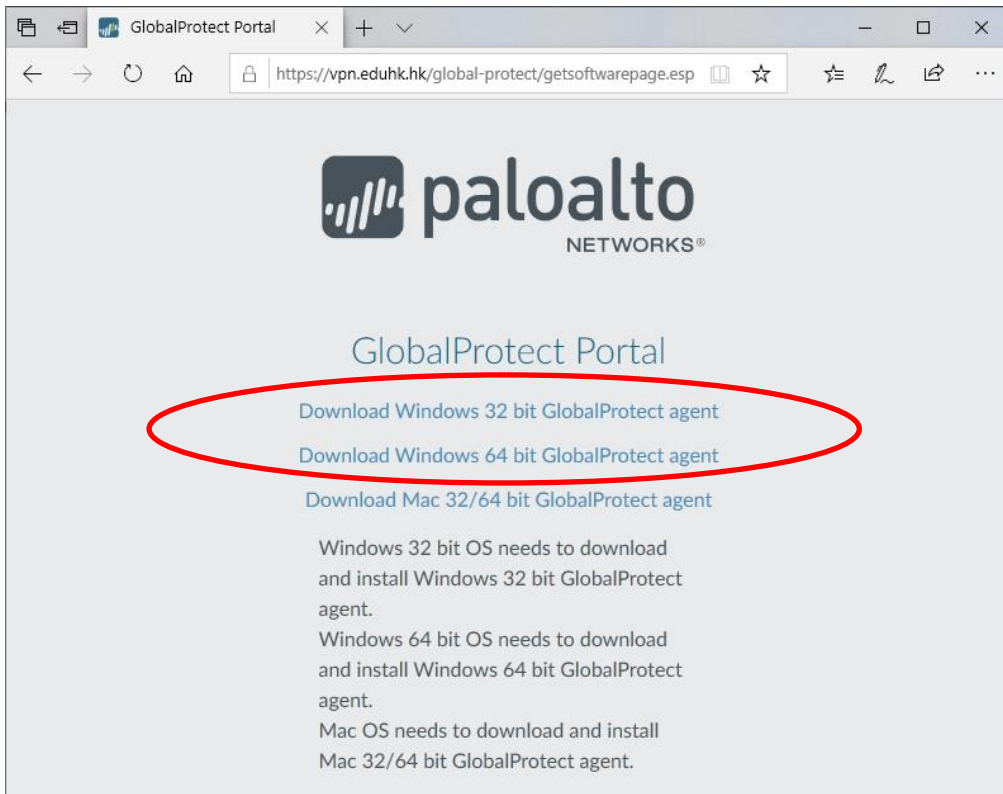 GlobalProtect Portal
https://vpn.eduhk.hk/global-protect/getsoftwarepage.esp
paloalto
NETWORKS®
GlobalProtect Portal
Download Windows 32 bit GlobalProtect agent
Download Windows 64 bit GlobalProtect agent
Download Mac 32/64 bit GlobalProtect agent
Windows 32 bit OS needs to download
and install Windows 32 bit GlobalProtect
agent.
Windows 64 bit OS needs to download
and install Windows 64 bit GlobalProtect
agent.
Mac OS needs to download and install
Mac 32/64 bit GlobalProtect agent.